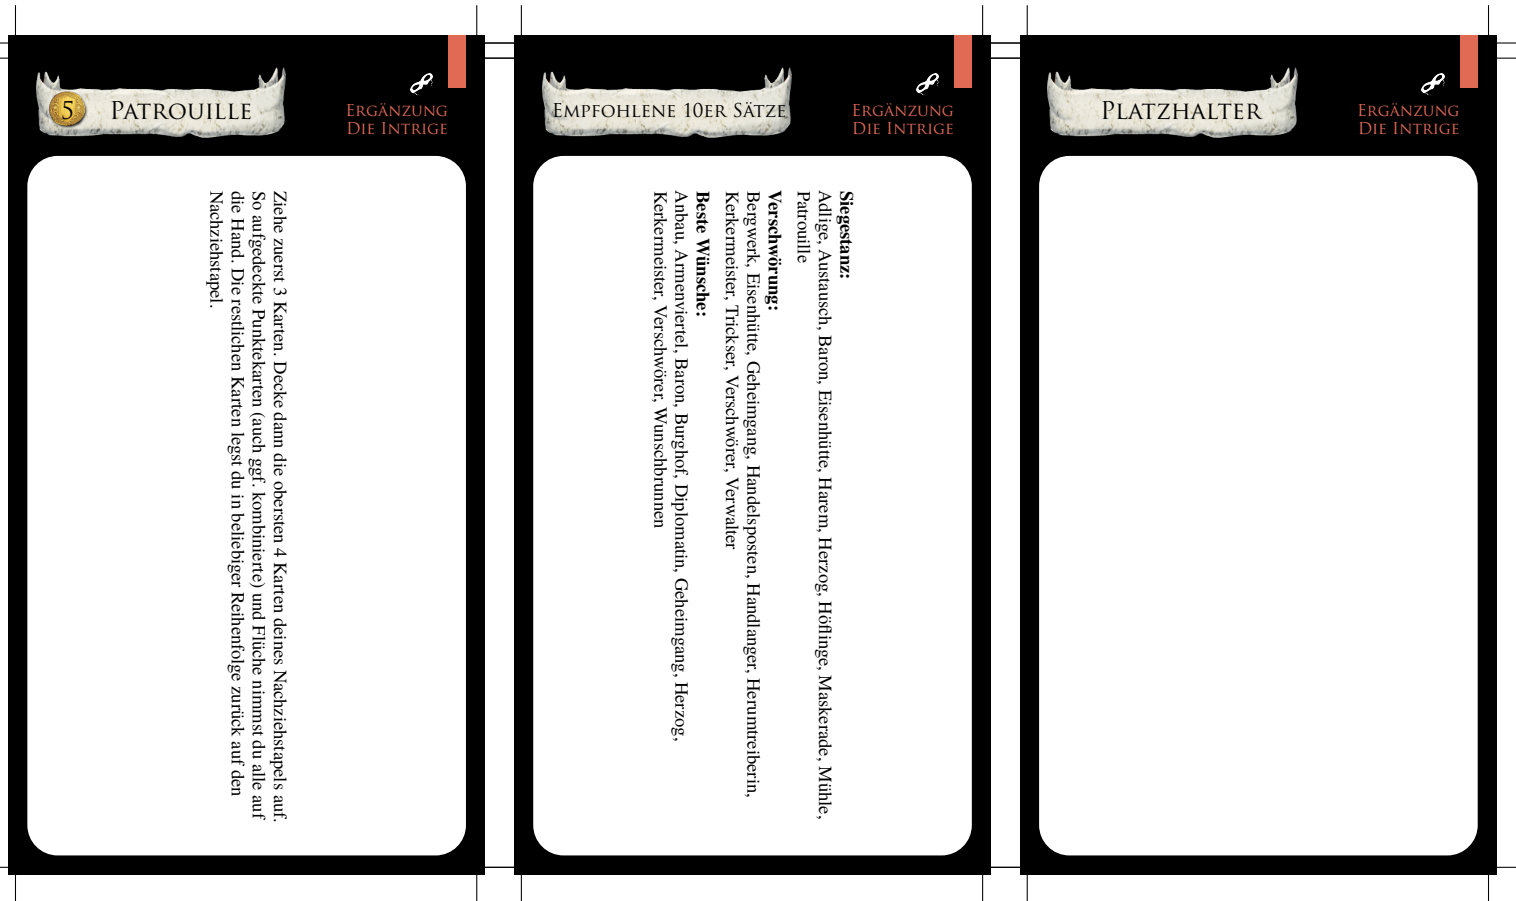 5 PATROUILLE
ERGÄNZUNG
DIE INTRIGE
Ziehe zuerst 3 Karten. Decke dann die obersten 4 Karten deines Nachziehstapels auf.
So aufgedeckte Punktekarten (auch ggf. kombinierte) und Flüche nimmst du alle auf
die Hand. Die restlichen Karten legst du in beliebiger Reihenfolge zurück auf den
Nachziehstapel.
EMPFOHLENE 10ER SÄTZE
ERGÄNZUNG
DIE INTRIGE
Siegestanz:
Adlige, Austausch, Baron, Eisenhütte, Harem, Herzog, Höflinge, Maskerade, Mühle,
Patrouille
Verschwörung:
Bergwerk, Eisenhütte, Geheimgang, Handelsposten, Handlanger, Herumtreiberin,
Kerkermeister, Trickser, Verschwörer, Verwalter
Beste Wünsche:
Anbau, Armenviertel, Baron, Burghof, Diplomatin, Geheimgang, Herzog,
Kerkermeister, Verschwörer, Wunschbrunnen
PLATZHALTER
ERGÄNZUNG
DIE INTRIGE